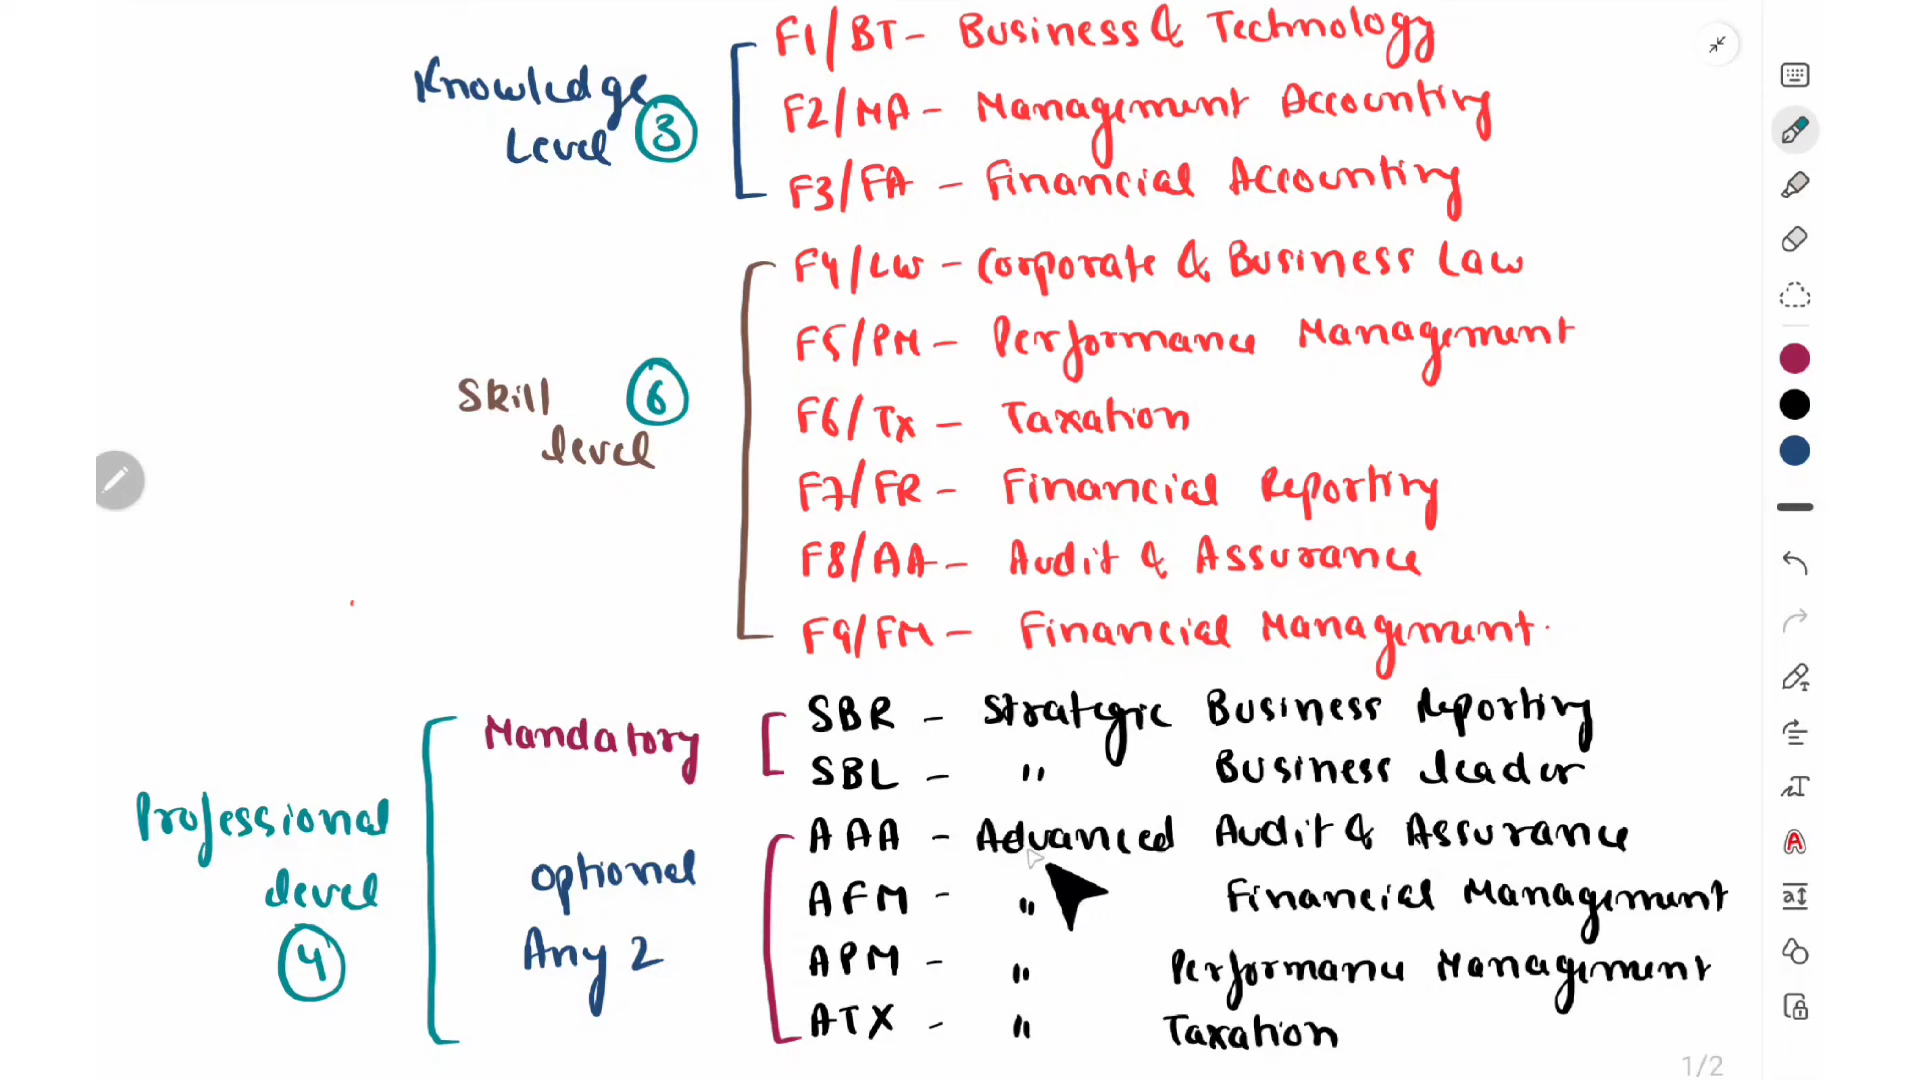 Knowledge Level 3
F1/BT - Business & Technology
F2/MA - Management Accounting
F3/FA - Financial Accounting
Skill level 6
F4/LW - Corporate & Business Law
F5/PM - Performance Management
F6/TX - Taxation
F7/FR - Financial Reporting
F8/AA - Audit & Assurance
F9/FM - Financial Management.
Professional level 4
Mandatory
SBR - Strategic Business Reporting
SBL - " Business leader
optional Any 2
AAA - Advanced Audit & Assurance
AFM - " Financial Management
APM - " Performance Management
ATX - " Taxation
1/2